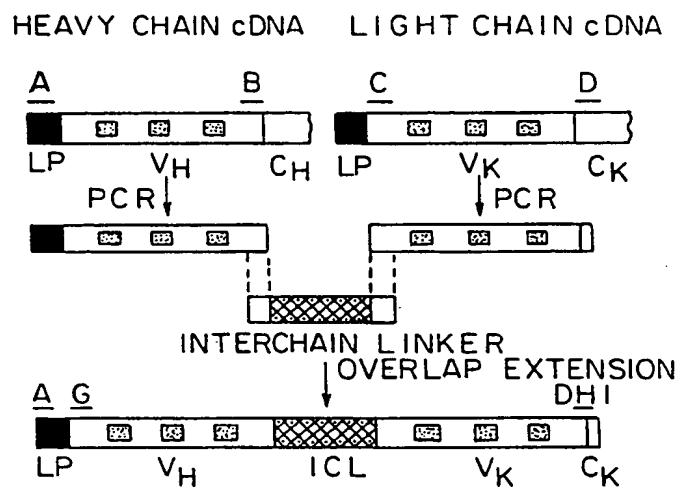 HEAVY CHAIN cDNA LIGHT CHAIN cDNA
A B C D
LP VH CH LP VK CK
PCR PCR
INTERCHAIN LINKER
OVERLAP EXTENSION
A G DHI
LP VH ICL VK CK